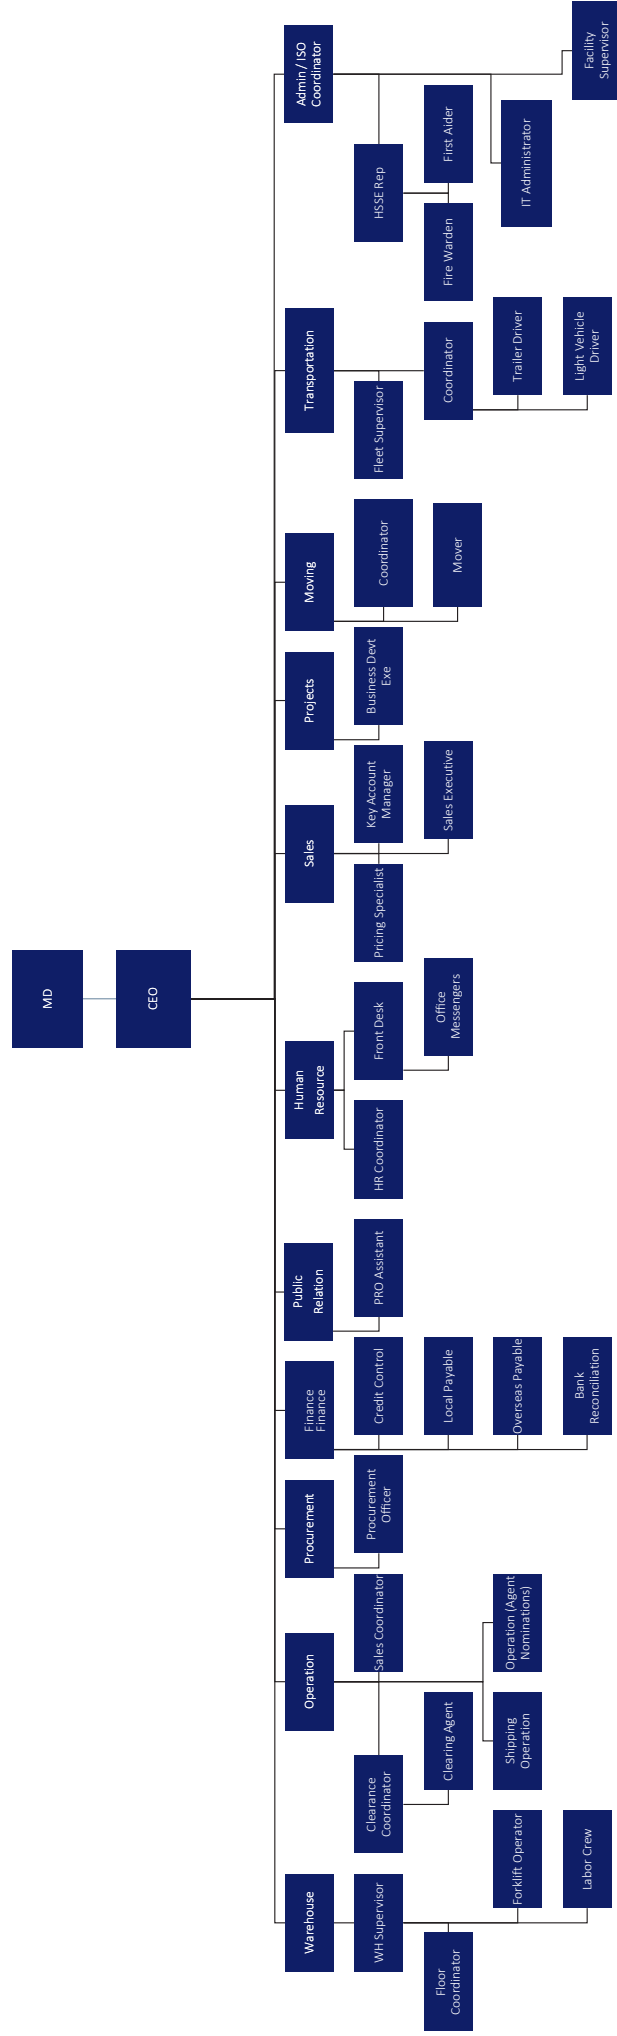 MD
CEO
Warehouse
WH Supervisor
Floor
Coordinator
Forklift Operator
Labor Crew
Operation
Clearance
Coordinator
Clearing Agent
Sales Coordinator
Shipping
Operation
Operation (Agent
Nominations)
Procurement
Procurement
Officer
Finance
Finance
Credit Control
Local Payable
Overseas Payable
Bank
Reconciliation
Public
Relation
PRO Assistant
Human
Resource
HR Coordinator
Front Desk
Office
Messengers
Sales
Pricing Specialist
Key Account
Manager
Sales Executive
Projects
Business Devt
Exe
Moving
Coordinator
Mover
Transportation
Fleet Supervisor
Coordinator
Trailer Driver
Light Vehicle
Driver
Admin / ISO
Coordinator
HSSE Rep
Fire Warden
First Aider
IT Administrator
Facility
Supervisor